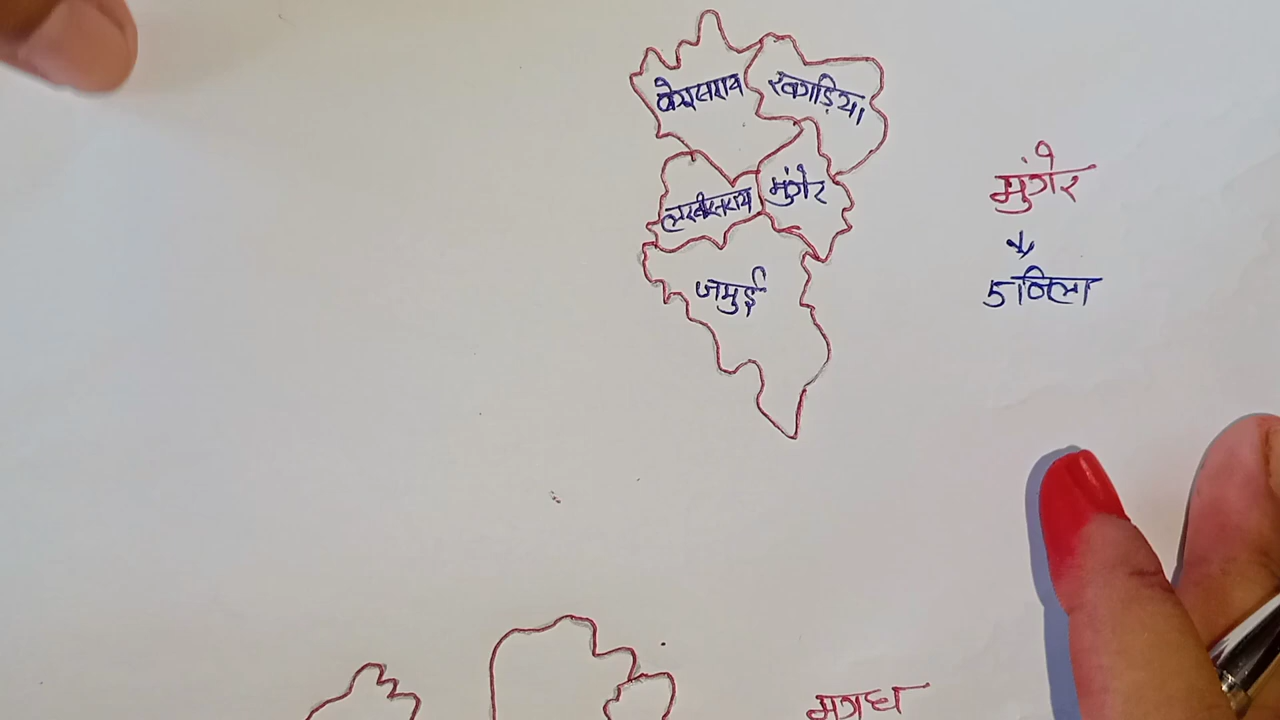 बेगूसराय
खगड़िया
लखीसराय
मुंगेर
जमुई
मुंगेर
5 जिला
मगध